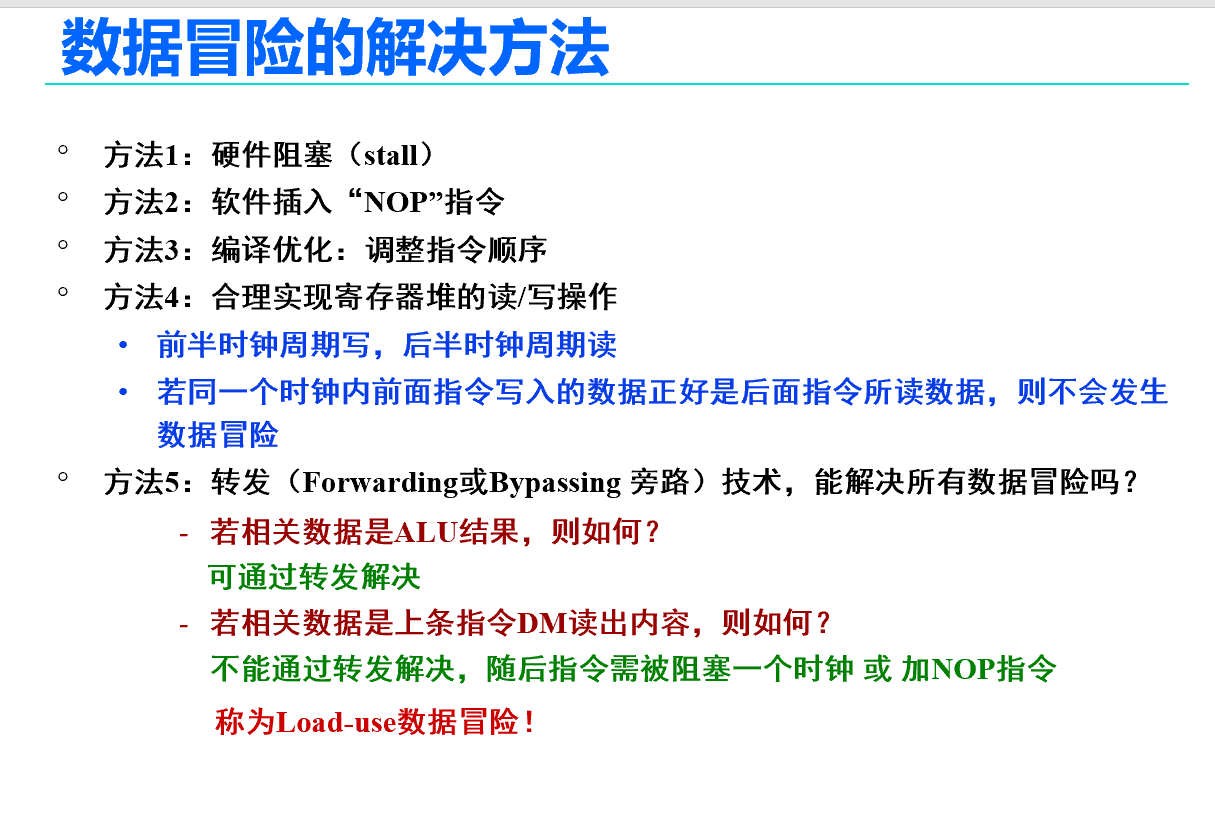 数据冒险的解决方法
° 方法1：硬件阻塞（stall）
° 方法2：软件插入“NOP”指令
° 方法3：编译优化：调整指令顺序
° 方法4：合理实现寄存器堆的读/写操作
• 前半时钟周期写，后半时钟周期读
• 若同一个时钟内前面指令写入的数据正好是后面指令所读数据，则不会发生
数据冒险
° 方法5：转发（Forwarding或Bypassing 旁路）技术，能解决所有数据冒险吗？
- 若相关数据是ALU结果，则如何？
可通过转发解决
- 若相关数据是上条指令DM读出内容，则如何？
不能通过转发解决，随后指令需被阻塞一个时钟 或 加NOP指令
称为Load-use数据冒险！